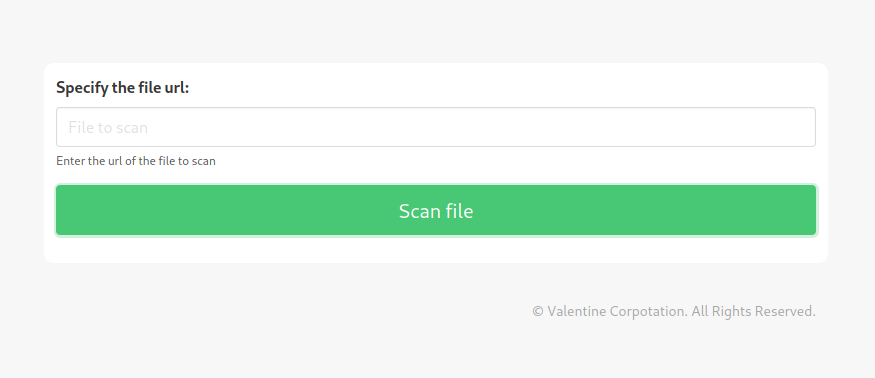 Specify the file url:
File to scan
Enter the url of the file to scan
Scan file
© Valentine Corpotation. All Rights Reserved.